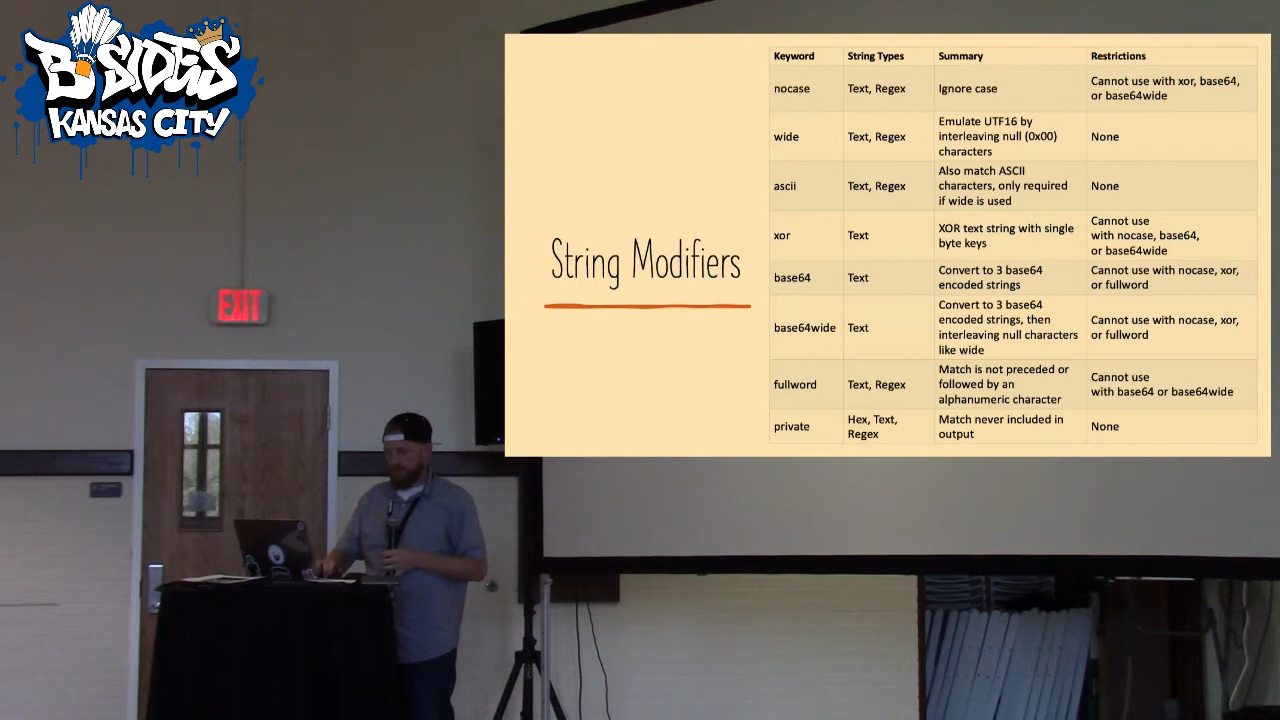 B·SIDES
KANSAS CITY
EXIT
String Modifiers
Keyword String Types Summary Restrictions
nocase Text, Regex Ignore case Cannot use with xor, base64,
or base64wide
wide Text, Regex Emulate UTF16 by
interleaving null (0x00)
characters
None
ascii Text, Regex Also match ASCII
characters, only required
if wide is used
None
xor Text XOR text string with single
byte keys
Cannot use
with nocase, base64,
or base64wide
base64 Text Convert to 3 base64
encoded strings
Cannot use with nocase, xor,
or fullword
base64wide Text Convert to 3 base64
encoded strings, then
interleaving null characters
like wide
Cannot use with nocase, xor,
or fullword
fullword Text, Regex Match is not preceded or
followed by an
alphanumeric character
Cannot use
with base64 or base64wide
private Hex, Text,
Regex
Match never included in
output
None